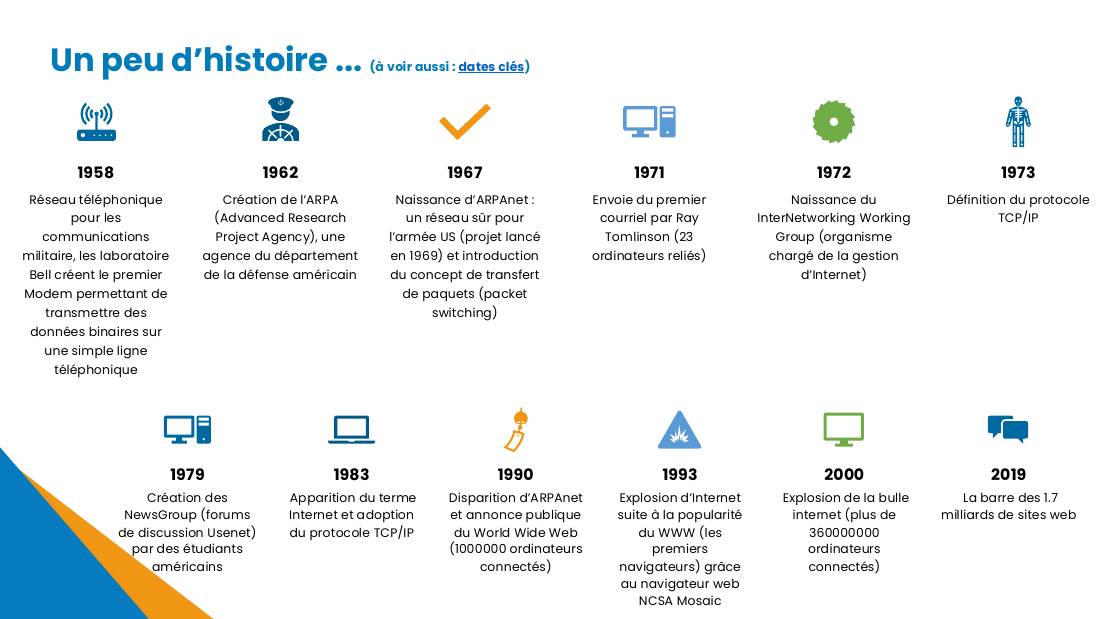 Un peu d’histoire ... (à voir aussi : dates clés)
1958
Réseau téléphonique
pour les
communications
militaire, les laboratoire
Bell créent le premier
Modem permettant de
transmettre des
données binaires sur
une simple ligne
téléphonique
1962
Création de l’ARPA
(Advanced Research
Project Agency), une
agence du département
de la défense américain
1967
Naissance d’ARPAnet :
un réseau sûr pour
l’armée US (projet lancé
en 1969) et introduction
du concept de transfert
de paquets (packet
switching)
1971
Envoie du premier
courriel par Ray
Tomlinson (23
ordinateurs reliés)
1972
Naissance du
InterNetworking Working
Group (organisme
chargé de la gestion
d’Internet)
1973
Définition du protocole
TCP/IP
1979
Création des
NewsGroup (forums
de discussion Usenet)
par des étudiants
américains
1983
Apparition du terme
Internet et adoption
du protocole TCP/IP
1990
Disparition d’ARPAnet
et annonce publique
du World Wide Web
(1000000 ordinateurs
connectés)
1993
Explosion d’Internet
suite à la popularité
du WWW (les
premiers
navigateurs) grâce
au navigateur web
NCSA Mosaic
2000
Explosion de la bulle
internet (plus de
360000000
ordinateurs
connectés)
2019
La barre des 1.7
milliards de sites web